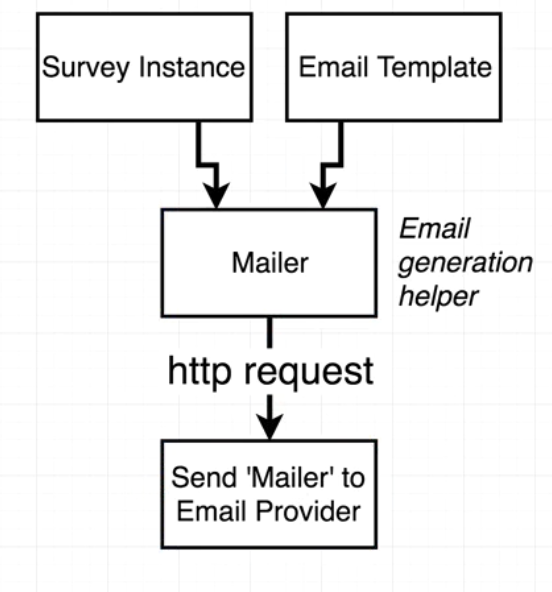 Survey Instance
Email Template
Mailer
Email
generation
helper
http request
Send 'Mailer' to
Email Provider